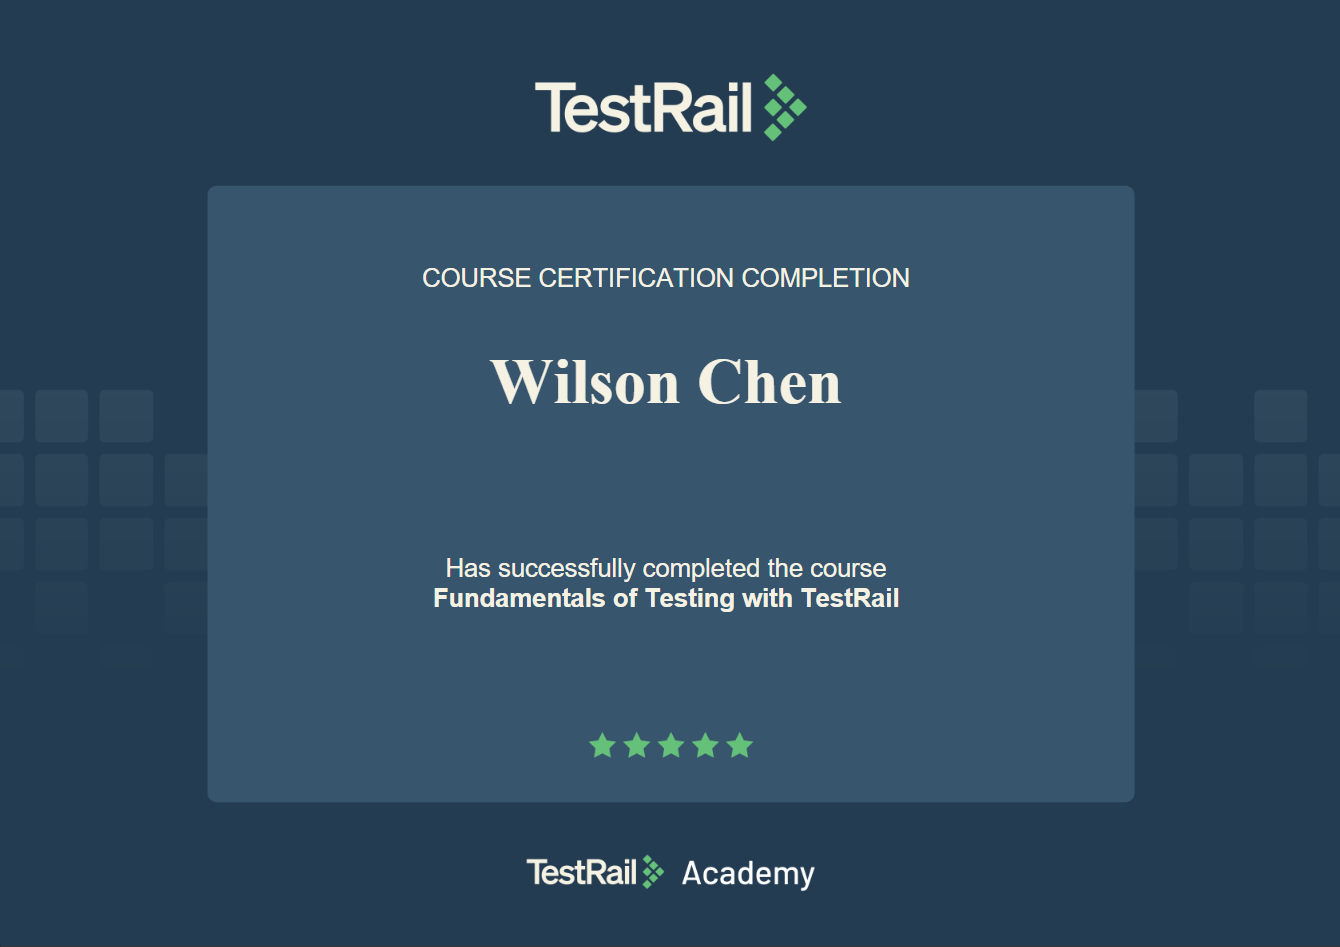 TestRail
COURSE CERTIFICATION COMPLETION
Wilson Chen
Has successfully completed the course
Fundamentals of Testing with TestRail
TestRail Academy